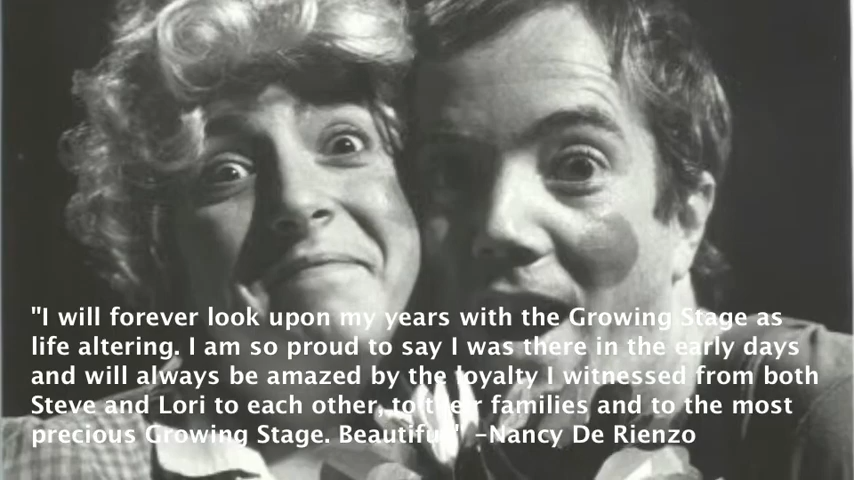 "I will forever look upon my years with the Growing Stage as
life altering. I am so proud to say I was there in the early days
and will always be amazed by the loyalty I witnessed from both
Steve and Lori to each other, to their families and to the most
precious Growing Stage. Beautiful" -Nancy De Rienzo